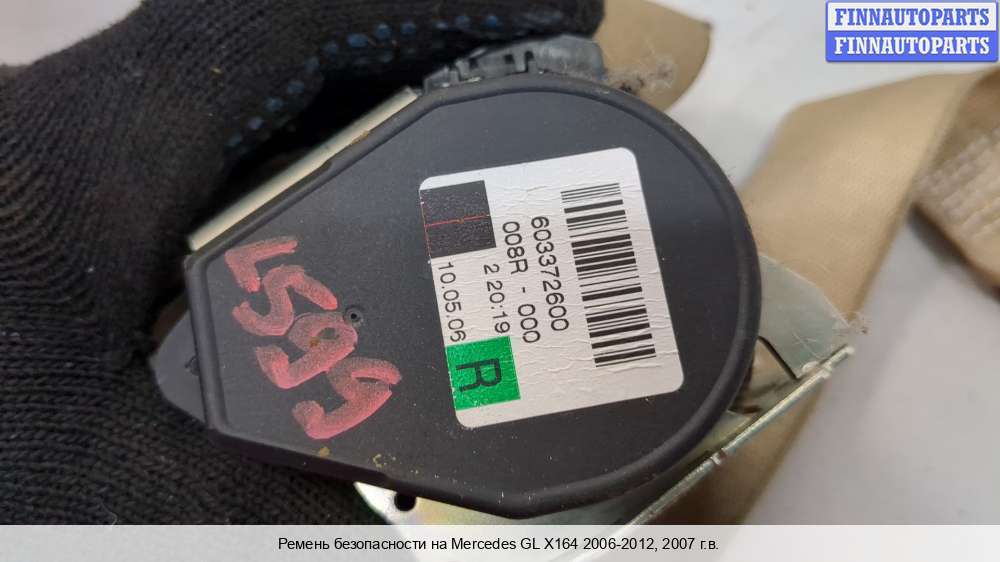 FINNAUTOPARTS
FINNAUTOPARTS
603372600
008R - 000
2 20:19
10.05.06
R
L595
Ремень безопасности на Mercedes GL X164 2006-2012, 2007 г.в.